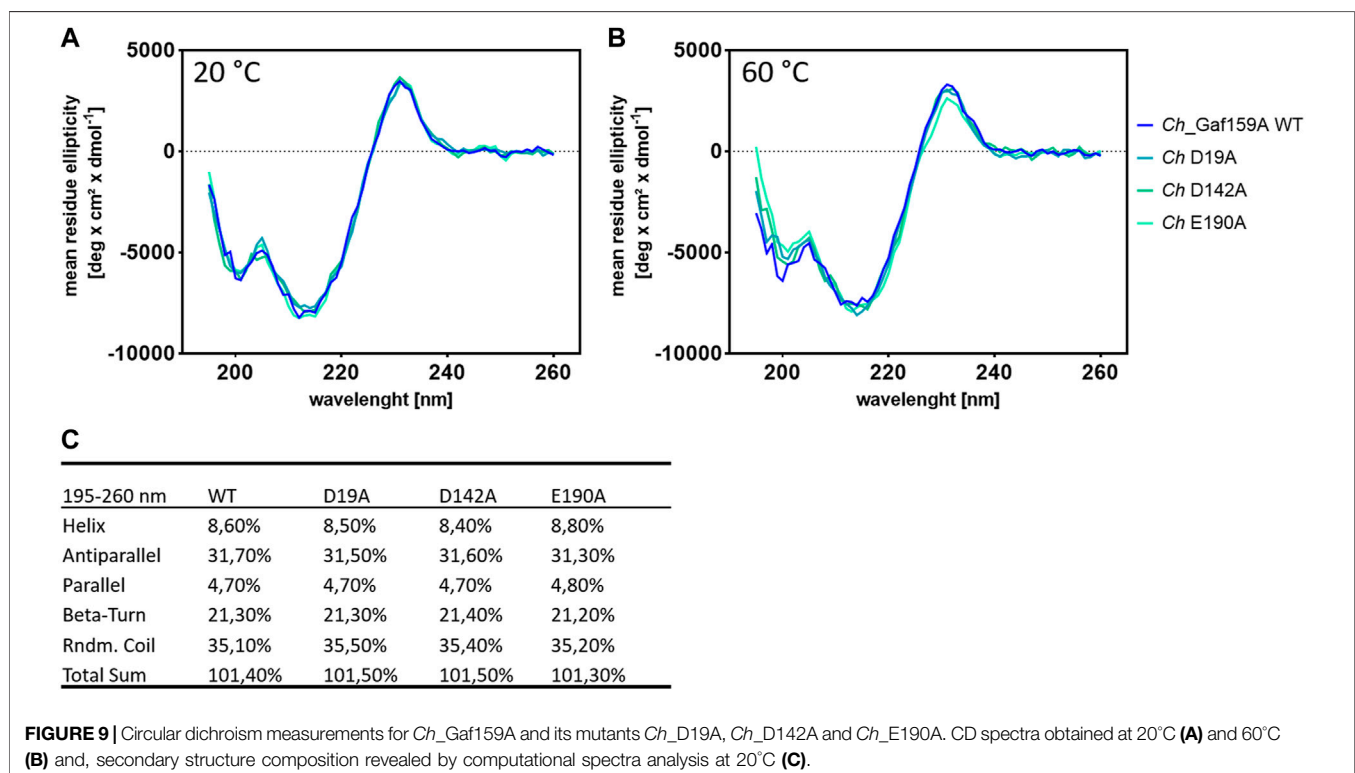 A
5000
0
-5000
-10000
mean residue ellipticity
[deg x cm² x dmol⁻¹]
20 °C
200 220 240 260
wavelenght [nm]
B
5000
0
-5000
-10000
mean residue ellipticity
[deg x cm² x dmol⁻¹]
60 °C
200 220 240 260
wavelenght [nm]
Ch_Gaf159A WT
Ch D19A
Ch D142A
Ch E190A
C
195-260 nm WT D19A D142A E190A
Helix 8,60% 8,50% 8,40% 8,80%
Antiparallel 31,70% 31,50% 31,60% 31,30%
Parallel 4,70% 4,70% 4,70% 4,80%
Beta-Turn 21,30% 21,30% 21,40% 21,20%
Rndm. Coil 35,10% 35,50% 35,40% 35,20%
Total Sum 101,40% 101,50% 101,50% 101,30%
FIGURE 9 | Circular dichroism measurements for Ch_Gaf159A and its mutants Ch_D19A, Ch_D142A and Ch_E190A. CD spectra obtained at 20°C (A) and 60°C
(B) and, secondary structure composition revealed by computational spectra analysis at 20°C (C).